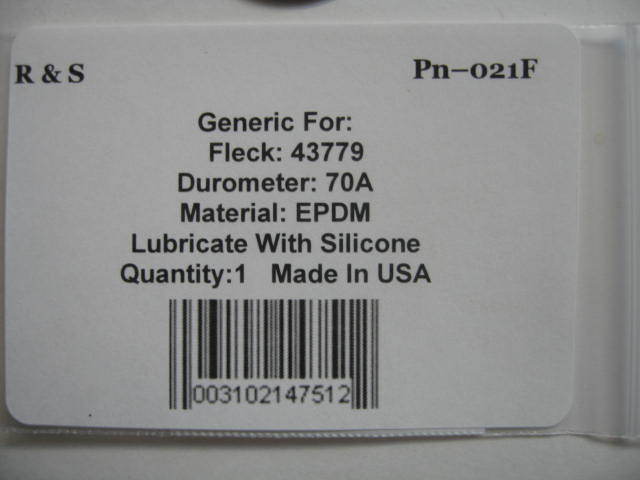 R & S Pn–021F
Generic For:
Fleck: 43779
Durometer: 70A
Material: EPDM
Lubricate With Silicone
Quantity:1 Made In USA
003102147512